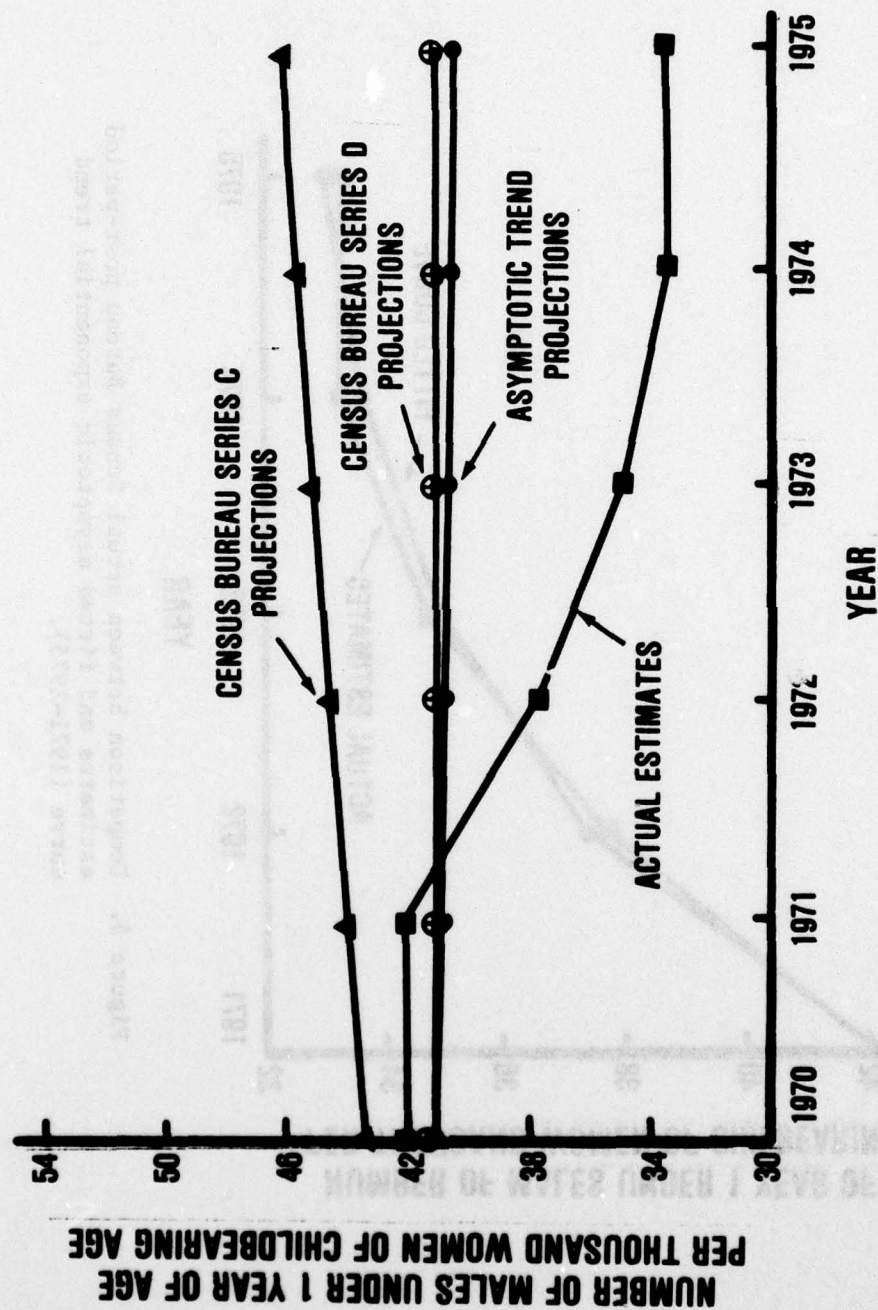 NUMBER OF MALES UNDER 1 YEAR OF AGE
PER THOUSAND WOMEN OF CHILDBEARING AGE
54
50
46
42
38
34
30
CENSUS BUREAU SERIES C
PROJECTIONS
CENSUS BUREAU SERIES D
PROJECTIONS
ASYMPTOTIC TREND
PROJECTIONS
ACTUAL ESTIMATES
1970
1971
1972
1973
1974
1975
YEAR